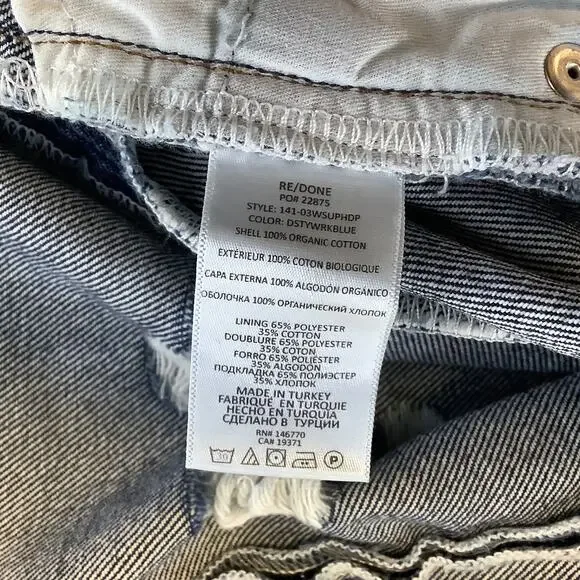 RE/DONE
PO# 22875
STYLE: 141-03WSUPHDP
COLOR: DSTYWRKBLUE
SHELL 100% ORGANIC COTTON
EXTÉRIEUR 100% COTON BIOLOGIQUE
CAPA EXTERNA 100% ALGODÓN ORGÁNICO
ОБОЛОЧКА 100% ОРГАНИЧЕСКИЙ ХЛОПОК
LINING 65% POLYESTER
35% COTTON
DOUBLURE 65% POLYESTER
35% COTON
FORRO 65% POLIÉSTER
35% ALGODÓN
ПОДКЛАДКА 65% ПОЛИЭСТЕР
35% ХЛОПОК
MADE IN TURKEY
FABRIQUÉ EN TURQUIE
HECHO EN TURQUÍA
СДЕЛАНО В ТУРЦИИ
RN# 146770
CA# 19371
30 P